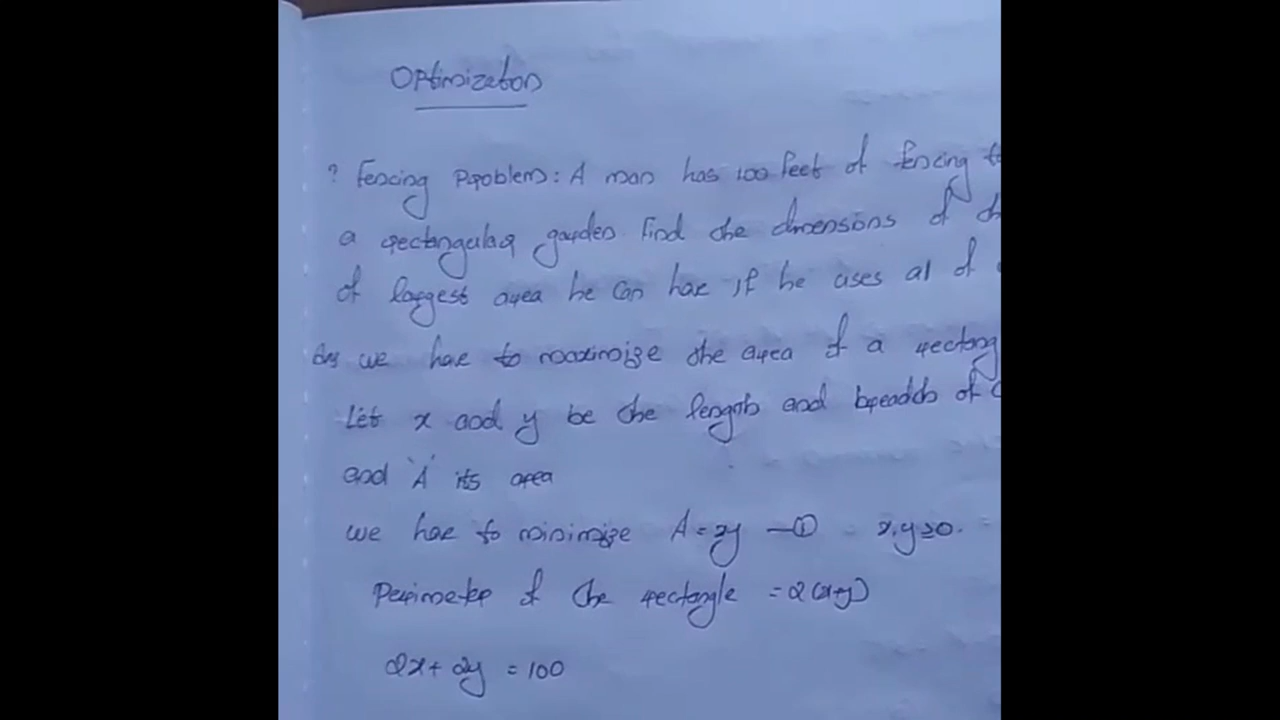 Optimization
? Fencing Problem: A man has 100 feet of fencing to
a rectangular garden Find the dimensions of th
of largest area he can have if he uses all of
Ans we have to maximize the area of a rectang
Let x and y be the length and breadth of
and 'A' its area
we have to minimize A = xy —① x,y≥0.
Perimeter of the rectangle = 2(x+y)
2x + 2y = 100